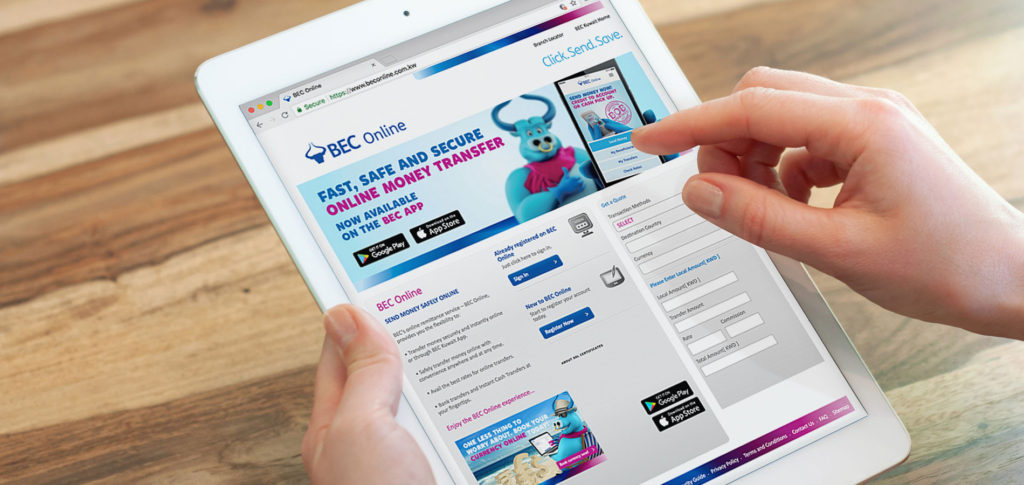 BEC Online
Secure
https://www.beconline.com.kw
Branch Locator
BEC Kuwait Home
BEC Online
Click. Send. Save.
FAST, SAFE AND SECURE
ONLINE MONEY TRANSFER
NOW AVAILABLE
ON THE BEC APP
GET IT ON
Google Play
Download on the
App Store
BEC Online
SEND MONEY NOW!
CREDIT TO ACCOUNT
OR CASH PICK UP.
Send Money
My Beneficiaries
My Transfers
BEC Online
SEND MONEY SAFELY ONLINE
BEC's online remittance service – BEC Online,
provides you the flexibility to:
• Transfer money securely and instantly online
or through BEC Kuwait App.
• Safely transfer money online with
convenience anywhere and at any time.
• Avail the best rates for online transfers.
• Bank transfers and Instant Cash Transfers at
your fingertips.
Enjoy the BEC Online experience...
ONE LESS THING TO
WORRY ABOUT. BOOK YOUR
CURRENCY ONLINE TODAY!
Book currency now!
Already registered on BEC
Online
Just click here to sign in.
Sign in
New to BEC Online
Start to register your account
today.
Register Now
ABOUT SSL CERTIFICATES
Get a Quote
Transaction Methods
SELECT
Destination Country
Currency
Please Enter Local Amount( KWD )
Local Amount( KWD )
Transfer Amount
Rate
Commission
Total Amount( KWD )
GET IT ON
Google Play
Download on the
App Store
Guide
Privacy Policy
Terms and Conditions
Contact Us
FAQ
Sitemap